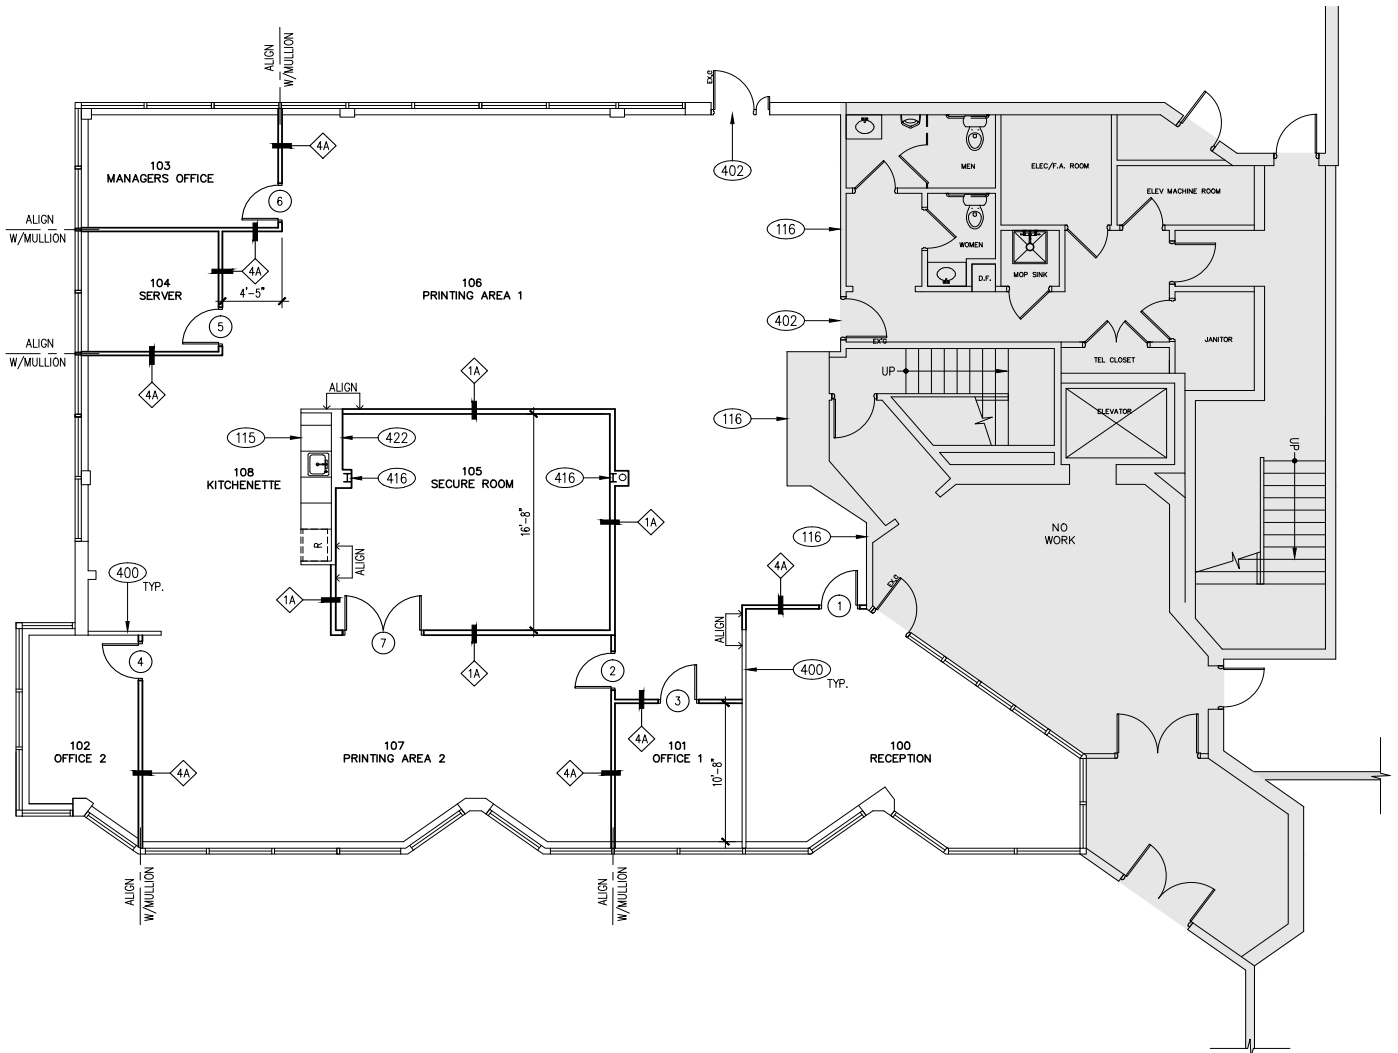 ALIGN
W/MULLION
EX.G
4A
103
MANAGERS OFFICE
6
402
MEN
ELEC/F.A. ROOM
ELEV MACHINE ROOM
ALIGN
W/MULLION
116
WOMEN
4A
104
SERVER
4'-5"
106
PRINTING AREA 1
D.F.
MOP SINK
5
402
EX'G
JANITOR
ALIGN
W/MULLION
TEL CLOSET
UP
1A
4A
ALIGN
116
ELEVATOR
115
422
UP
108
KITCHENETTE
416
105
SECURE ROOM
416
16'-8"
1A
NO
WORK
116
R
ALIGN
400
TYP.
4A
EX.G
1A
1
7
ALIGN
4
1A
2
400
TYP.
3
4A
102
OFFICE 2
107
PRINTING AREA 2
101
OFFICE 1
100
RECEPTION
4A
4A
10'-8"
ALIGN
W/MULLION
ALIGN
W/MULLION